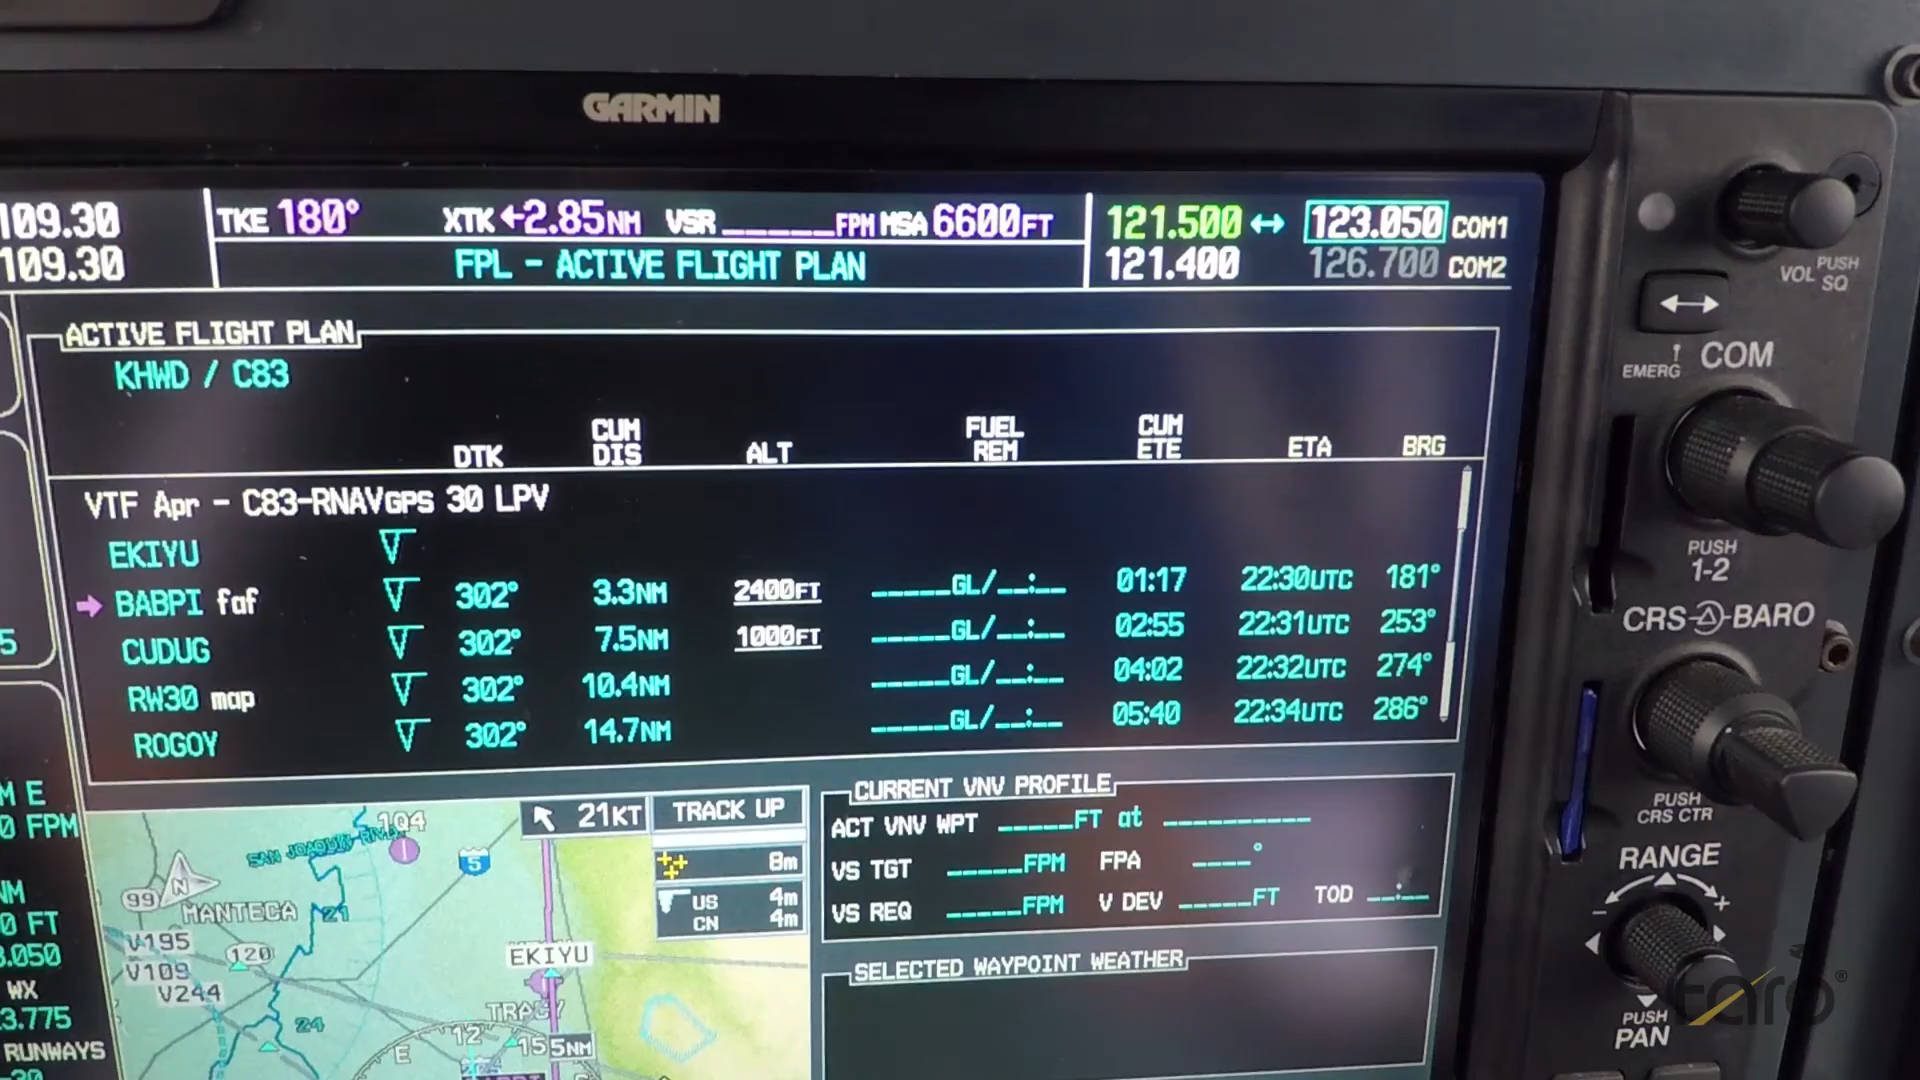 GARMIN
109.30 TKE 180° XTK ←2.85NM VSR _____FPM MSA 6600FT 121.500 ↔ 123.050 COM1
109.30 FPL - ACTIVE FLIGHT PLAN 121.400 126.700 COM2
VOL PUSH SQ
ACTIVE FLIGHT PLAN
KHWD / C83
EMERG COM
DTK CUM DIS ALT FUEL REM CUM ETE ETA BRG
VTF Apr - C83-RNAVGPS 30 LPV
EKIYU
BABPI faf 302° 3.3NM 2400FT _____GL/__:__ 01:17 22:30UTC 181°
CUDUG 302° 7.5NM 1000FT _____GL/__:__ 02:55 22:31UTC 253°
RW30 map 302° 10.4NM _____GL/__:__ 04:02 22:32UTC 274°
ROGOY 302° 14.7NM _____GL/__:__ 05:40 22:34UTC 286°
PUSH
1-2
CRS BARO
PUSH
CRS CTR
RANGE
- +
PUSH
PAN
5
M E
0 FPM
NM
0 FT
3.050
WX
3.775
RUNWAYS
-30
1Q4
21KT
TRACK UP
SAN JOAQUIN
5
8m
99
N
MANTECA
21
US 4m
CN 4m
V195
120
V109
V244
EKIYU
24
TRACY
12
E
15 5NM
CURRENT VNV PROFILE
ACT VNV WPT _____FT at __________
VS TGT _____FPM FPA ____°
VS REQ _____FPM V DEV _____FT TOD __:__
SELECTED WAYPOINT WEATHER
taro®